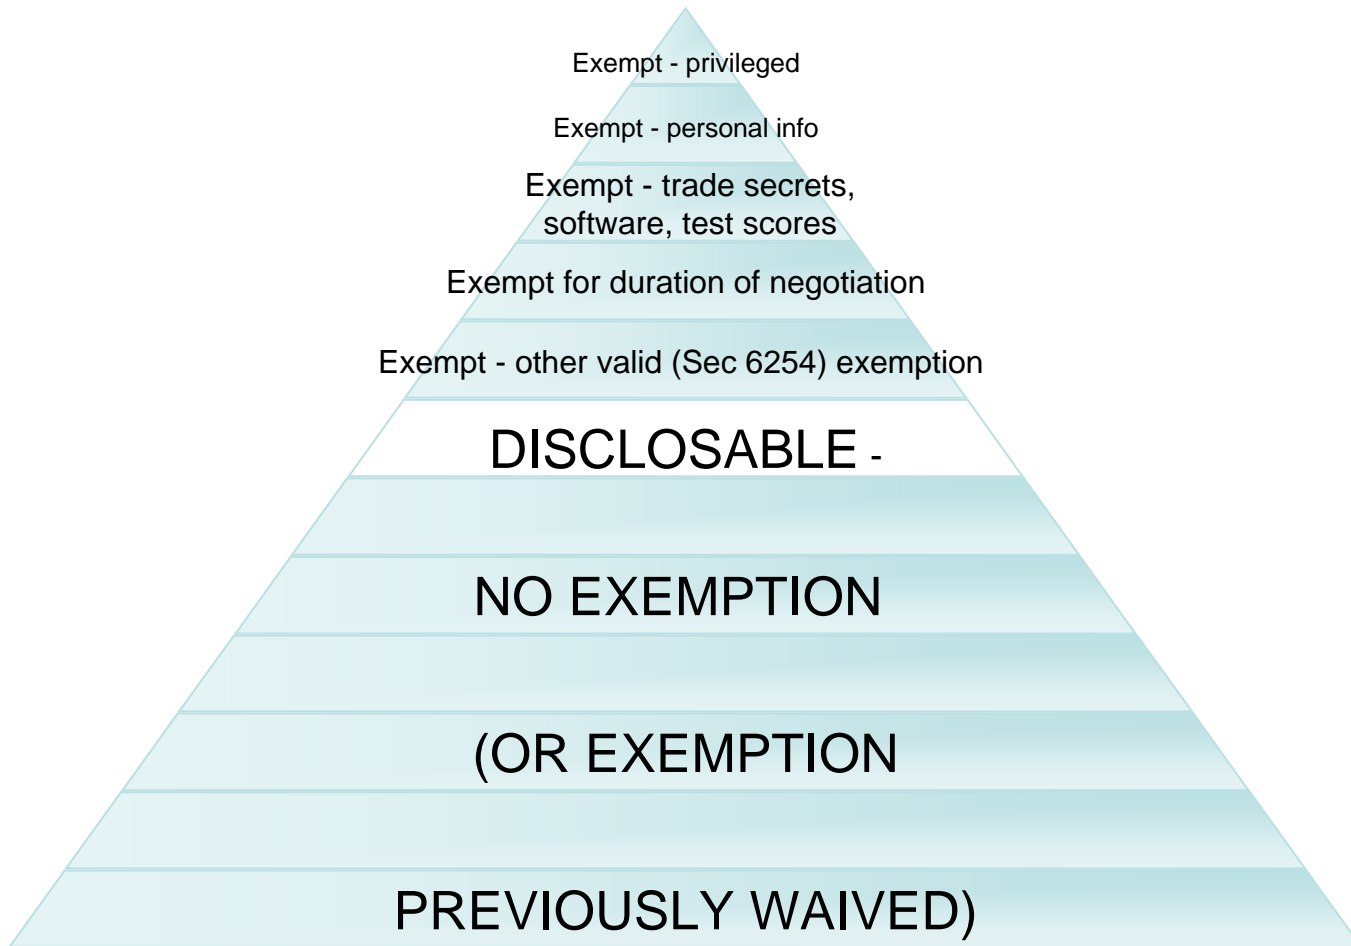 Exempt - privileged
Exempt - personal info
Exempt - trade secrets,
software, test scores
Exempt for duration of negotiation
Exempt - other valid (Sec 6254) exemption
DISCLOSABLE -
NO EXEMPTION
(OR EXEMPTION
PREVIOUSLY WAIVED)